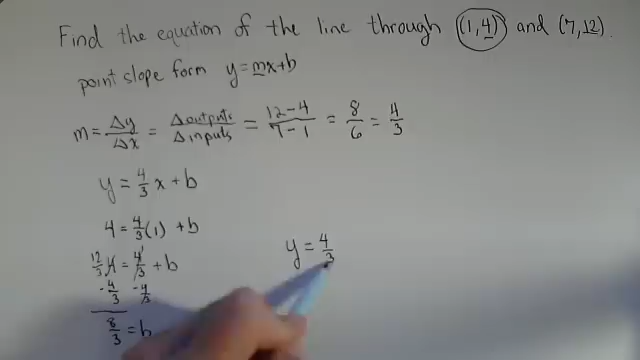 Find the equation of the line through (1,4) and (7,12).
point slope form y=mx+b
m = Δy/Δx = Δoutputs/Δinputs = 12-4/7-1 = 8/6 = 4/3
y = 4/3 x + b
4 = 4/3 (1) + b
12/3 4 = 4/3 + b
y = 4/3
-4/3 -4/3
8/3 = b